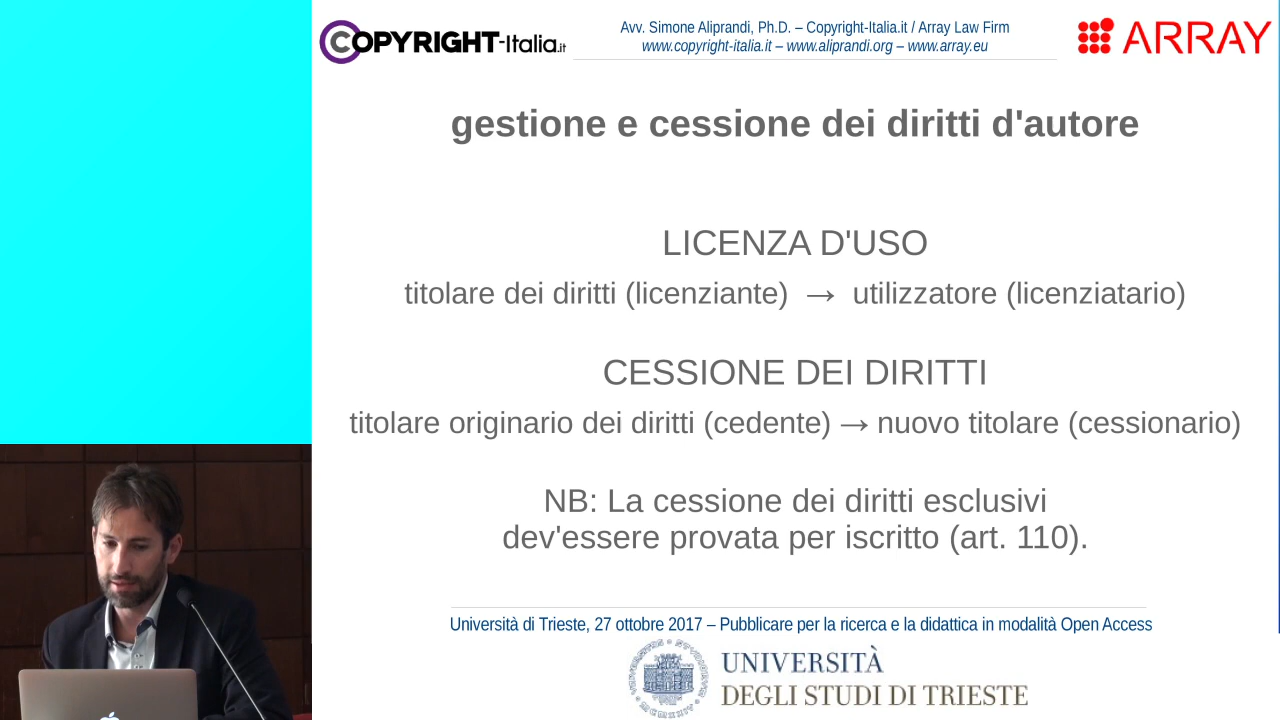 COPYRIGHT-Italia.it
Avv. Simone Aliprandi, Ph.D. – Copyright-Italia.it / Array Law Firm
www.copyright-italia.it – www.aliprandi.org – www.array.eu
ARRAY
gestione e cessione dei diritti d'autore
LICENZA D'USO
titolare dei diritti (licenziante) → utilizzatore (licenziatario)
CESSIONE DEI DIRITTI
titolare originario dei diritti (cedente) → nuovo titolare (cessionario)
NB: La cessione dei diritti esclusivi
dev'essere provata per iscritto (art. 110).
Università di Trieste, 27 ottobre 2017 – Pubblicare per la ricerca e la didattica in modalità Open Access
UNIVERSITÀ
DEGLI STUDI DI TRIESTE